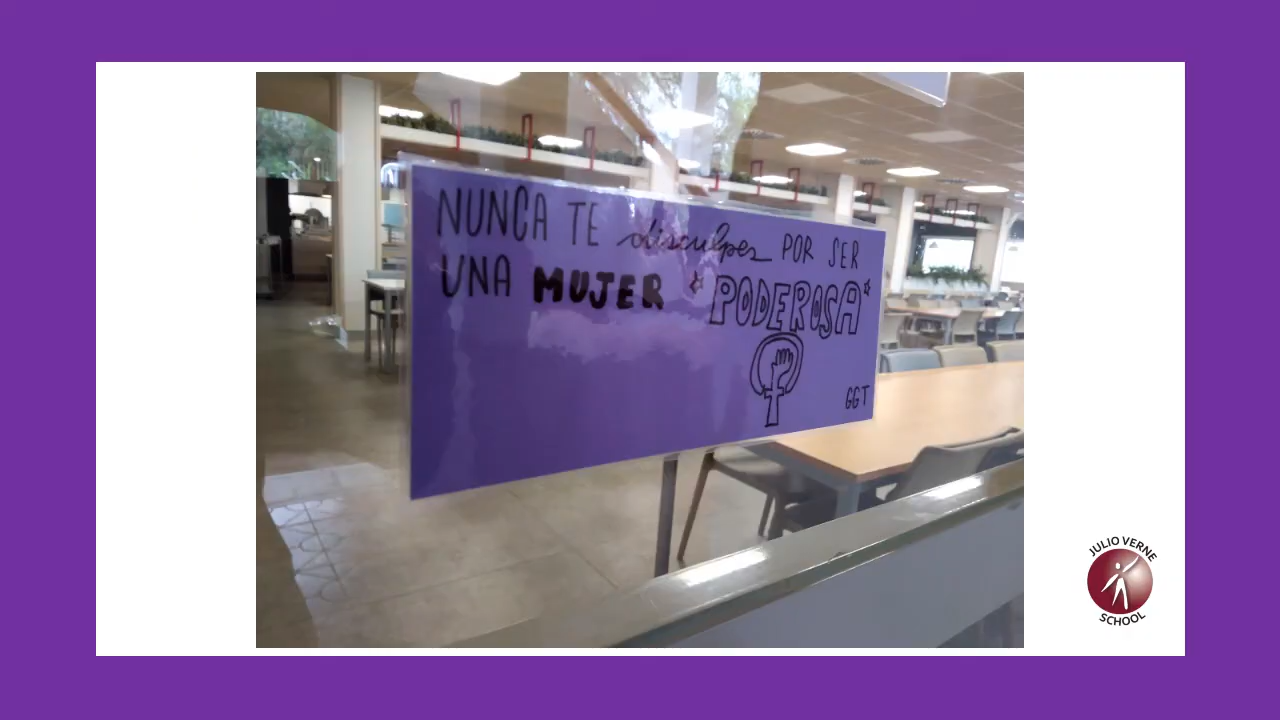 NUNCA TE disculpes POR SER
UNA MUJER *PODEROSA*
GGT
JULIO VERNE
SCHOOL